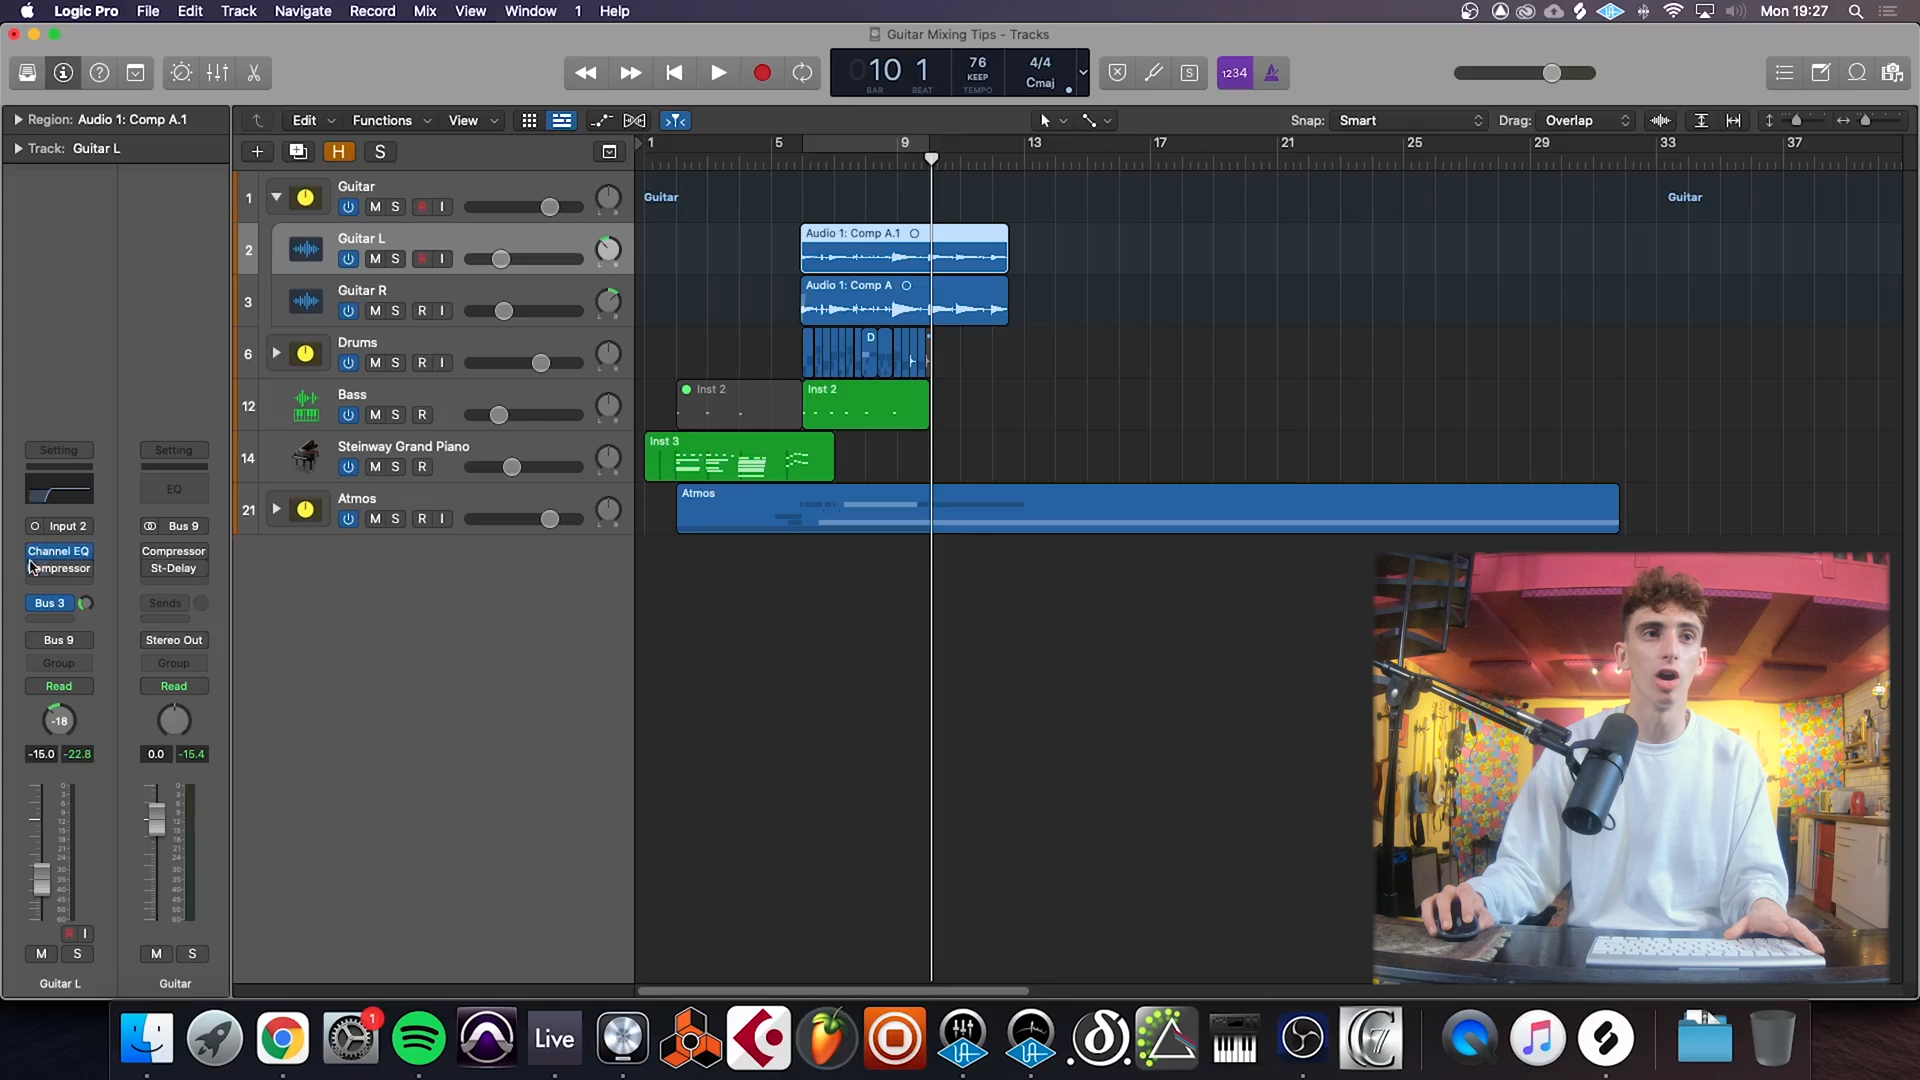 Logic Pro File Edit Track Navigate Record Mix View Window 1 Help
Mon 19:27
Guitar Mixing Tips - Tracks
10 1
BAR BEAT
76
KEEP
TEMPO
4/4
Cmaj
S
1234
Region: Audio 1: Comp A.1
Track: Guitar L
Edit Functions View
Snap: Smart
Drag: Overlap
H S
1 5 9 13 17 21 25 29 33 37
1 Guitar
M S R I
Guitar
Guitar
2 Guitar L
M S R I
Audio 1: Comp A.1
3 Guitar R
M S R I
Audio 1: Comp A
6 Drums
M S R I
D
12 Bass
M S R
Inst 2
Inst 2
14 Steinway Grand Piano
M S R
Inst 3
21 Atmos
M S R I
Atmos
Setting Setting
EQ
Input 2 Bus 9
Channel EQ Compressor
mpressor St-Delay
Bus 3 Sends
Bus 9 Stereo Out
Group Group
Read Read
-18
-15.0 -22.8 0.0 -15.4
R I
M S M S
Guitar L Guitar
1
Live
C7